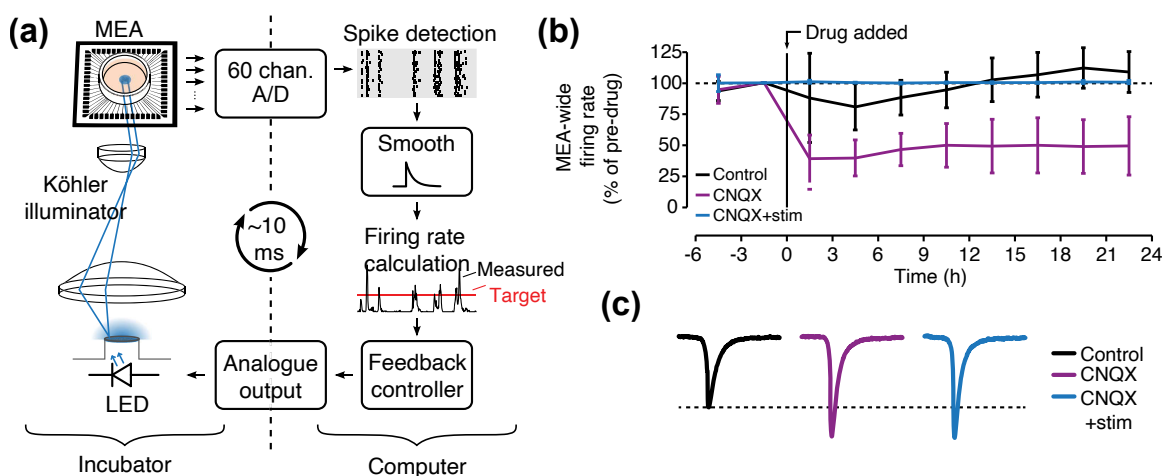 (a)
MEA
60 chan.
A/D
Spike detection
Smooth
Köhler
illuminator
~10
ms
Firing rate
calculation
Measured
Target
LED
Analogue
output
Feedback
controller
Incubator
Computer
(b)
Drug added
MEA-wide
firing rate
(% of pre-drug)
125
100
75
50
25
0
Control
CNQX
CNQX+stim
-6
-3
0
3
6
9
12
15
18
21
24
Time (h)
(c)
Control
CNQX
CNQX
+stim